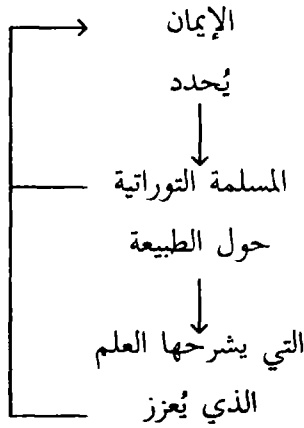 الإيمان
يُحدد
المسلمة التوراتية
حول الطبيعة
التي يشرحها العلم
الذي يُعزز